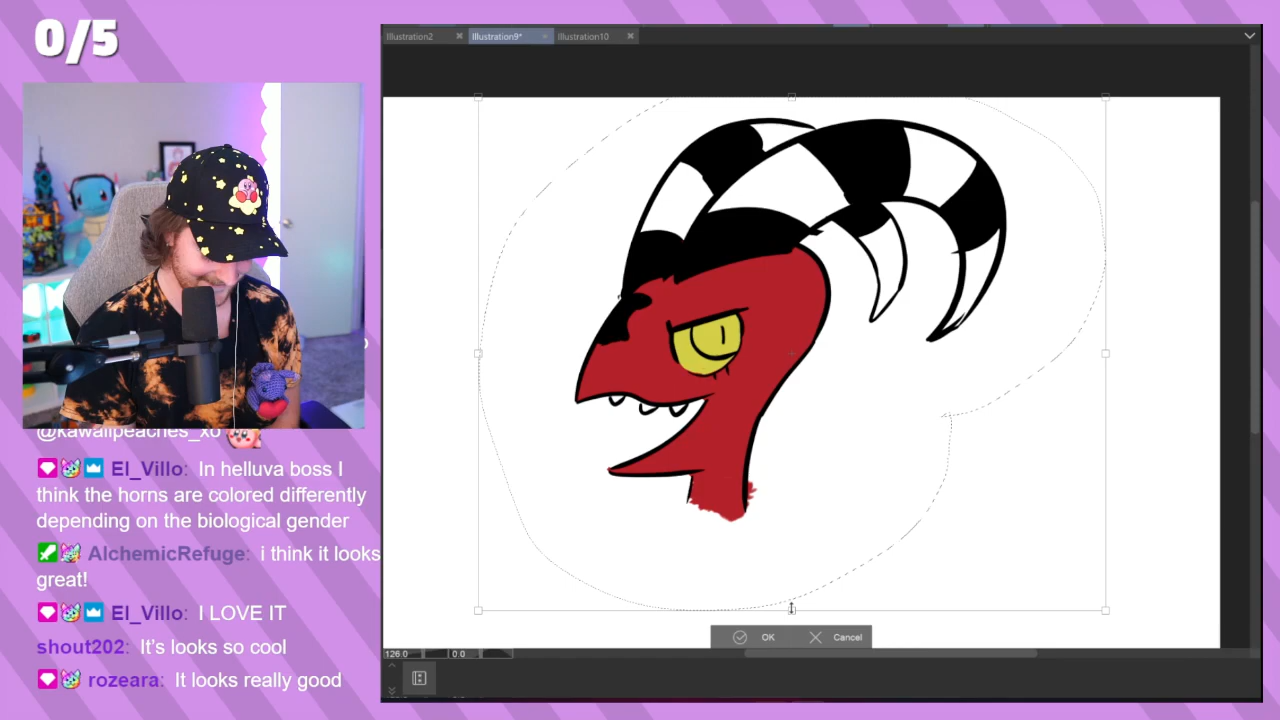 0/5
Illustration2
Illustration9*
Illustration10
@kawaiipeaches_xo
El_Villo: In helluva boss I
think the horns are colored differently
depending on the biological gender
AlchemicRefuge: i think it looks
great!
El_Villo: I LOVE IT
shout202: It's looks so cool
rozeara: It looks really good
OK
Cancel
126.0
0.0